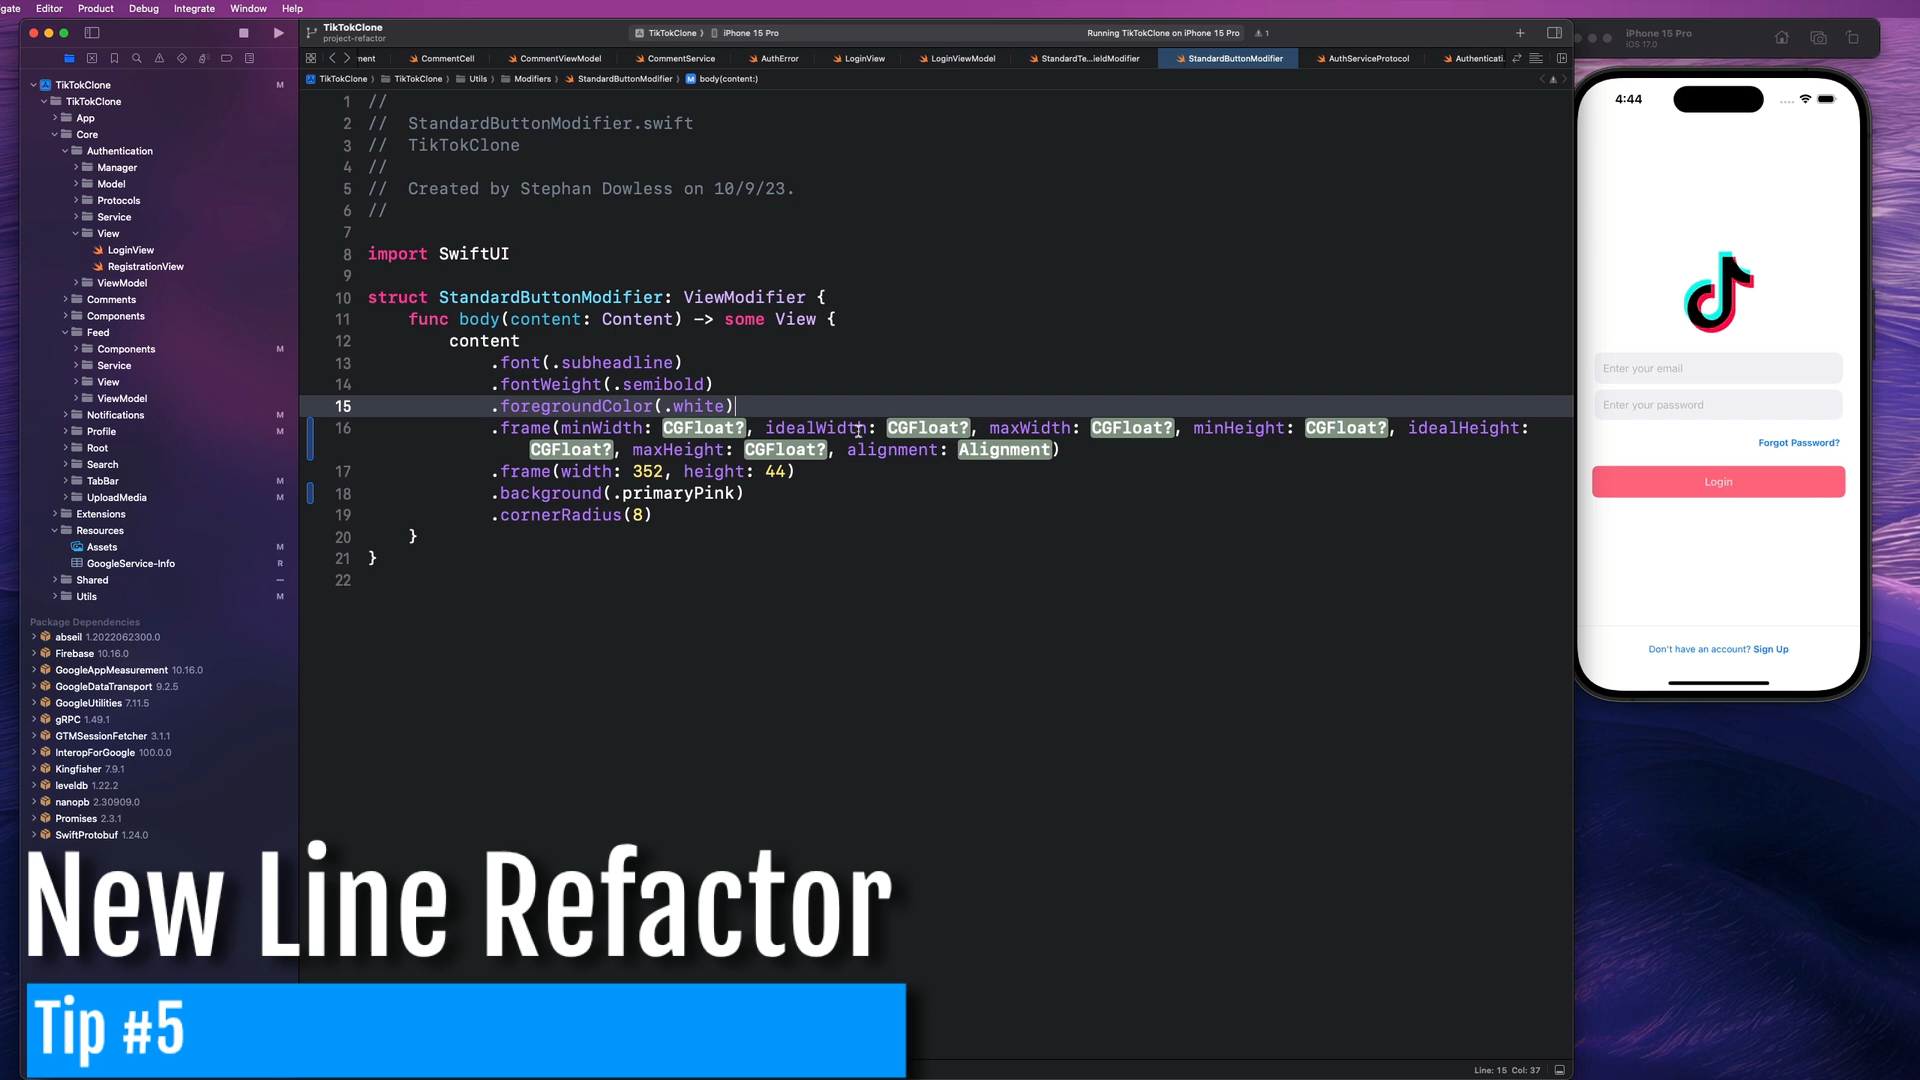 gate Editor Product Debug Integrate Window Help
TikTokClone
project-refactor
TikTokClone iPhone 15 Pro
Running TikTokClone on iPhone 15 Pro 1
ment CommentCell CommentViewModel CommentService AuthError LoginView LoginViewModel StandardTe...ieldModifier StandardButtonModifier AuthServiceProtocol Authenticati...
TikTokClone TikTokClone Utils Modifiers StandardButtonModifier M body(content:)
TikTokClone M
TikTokClone
App
Core
Authentication
Manager
Model
Protocols
Service
View
LoginView
RegistrationView
ViewModel
Comments
Components
Feed
Components M
Service
View
ViewModel
Notifications
Profile
Root
Search
TabBar
UploadMedia
Extensions
Resources
Assets M
GoogleService-Info R
Shared
Utils M
Package Dependencies
abseil 1.2022062300.0
Firebase 10.16.0
GoogleAppMeasurement 10.16.0
GoogleDataTransport 9.2.5
GoogleUtilities 7.11.5
gRPC 1.49.1
GTMSessionFetcher 3.1.1
InteropForGoogle 100.0.0
Kingfisher 7.9.1
leveldb 1.22.2
nanopb 2.30909.0
Promises 2.3.1
SwiftProtobuf 1.24.0
1 //
2 // StandardButtonModifier.swift
3 // TikTokClone
4 //
5 // Created by Stephan Dowless on 10/9/23.
6 //
7
8 import SwiftUI
9
10 struct StandardButtonModifier: ViewModifier {
11 func body(content: Content) -> some View {
12 content
13 .font(.subheadline)
14 .fontWeight(.semibold)
15 .foregroundColor(.white)
16 .frame(minWidth: CGFloat?, idealWidth: CGFloat?, maxWidth: CGFloat?, minHeight: CGFloat?, idealHeight:
CGFloat?, maxHeight: CGFloat?, alignment: Alignment)
17 .frame(width: 352, height: 44)
18 .background(.primaryPink)
19 .cornerRadius(8)
20 }
21 }
22
Line: 15 Col: 37
iPhone 15 Pro
iOS 17.0
4:44
Enter your email
Enter your password
Forgot Password?
Login
Don't have an account? Sign Up
New Line Refactor
Tip #5